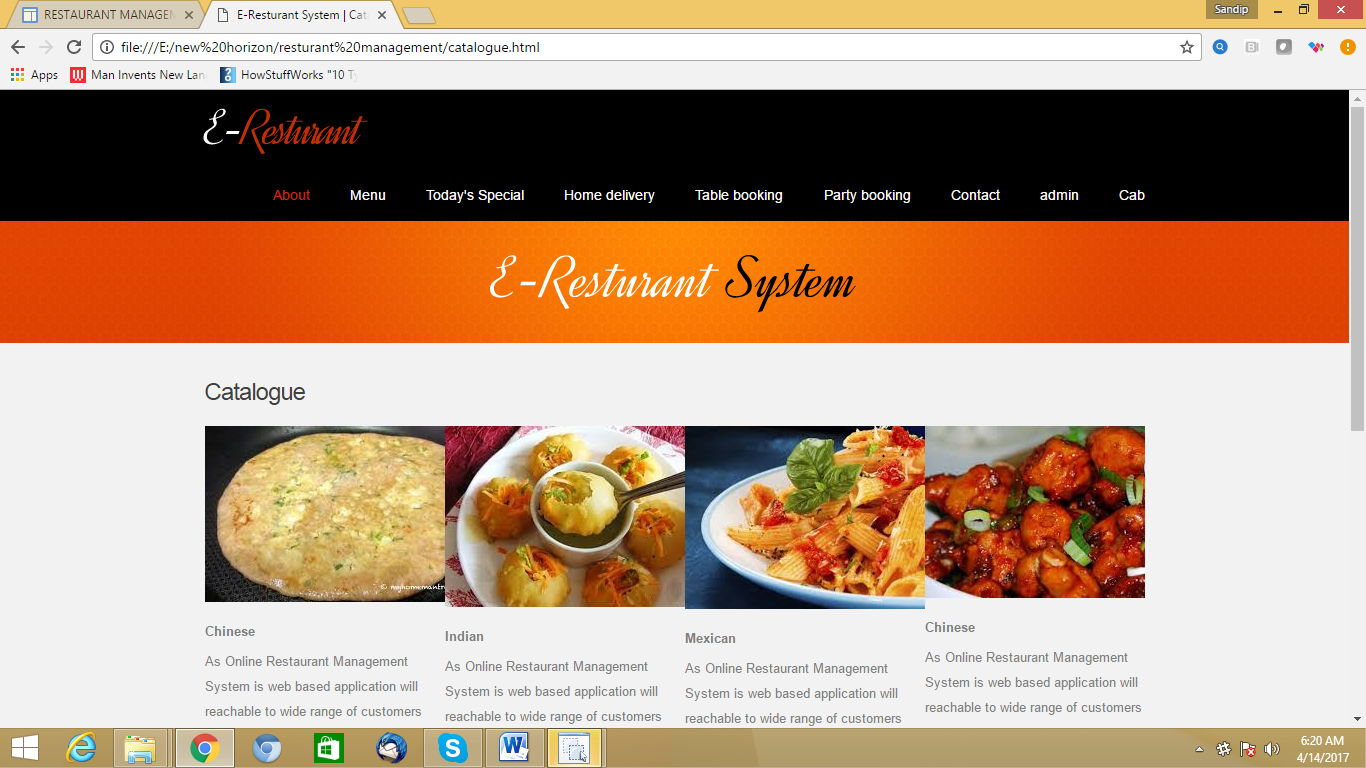 RESTAURANT MANAGEM
E-Resturant System | Cat
Sandip
file:///E:/new%20horizon/resturant%20management/catalogue.html
Apps
Man Invents New Lan
HowStuffWorks "10 Ty
E-Resturant
About Menu Today's Special Home delivery Table booking Party booking Contact admin Cab
E-Resturant System
Catalogue
© myhomemantra
Chinese
As Online Restaurant Management
System is web based application will
reachable to wide range of customers
Indian
As Online Restaurant Management
System is web based application will
reachable to wide range of customers
Mexican
As Online Restaurant Management
System is web based application will
reachable to wide range of customers
Chinese
As Online Restaurant Management
System is web based application will
reachable to wide range of customers
6:20 AM
4/14/2017